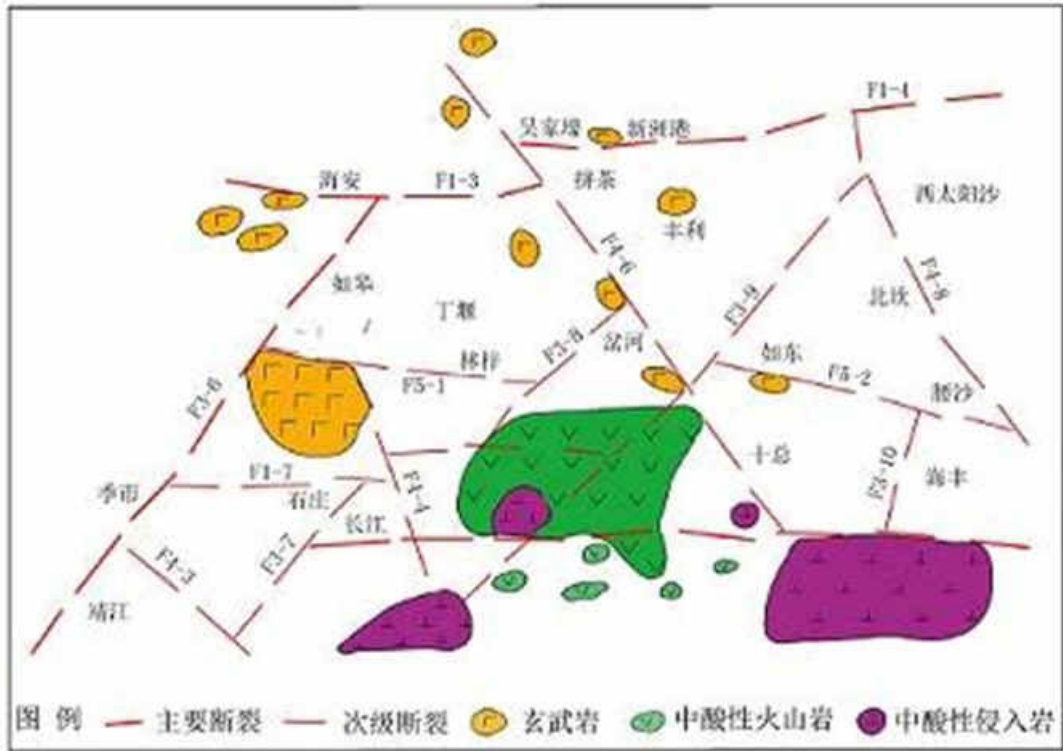 F1-4
吴家墩
新洲港
海安
F1-3
拼茶
西太阳沙
丰利
如皋
F4-6
F4-8
丁堰
F3-9
北坎
岔河
林梓
F3-8
如东
F5-1
F5-2
腰沙
F3-6
十总
F1-7
季市
石庄
F4-4
F3-10
海丰
长江
F3-7
F4-3
靖江
图 例 主要断裂 次级断裂 玄武岩 中酸性火山岩 中酸性侵入岩